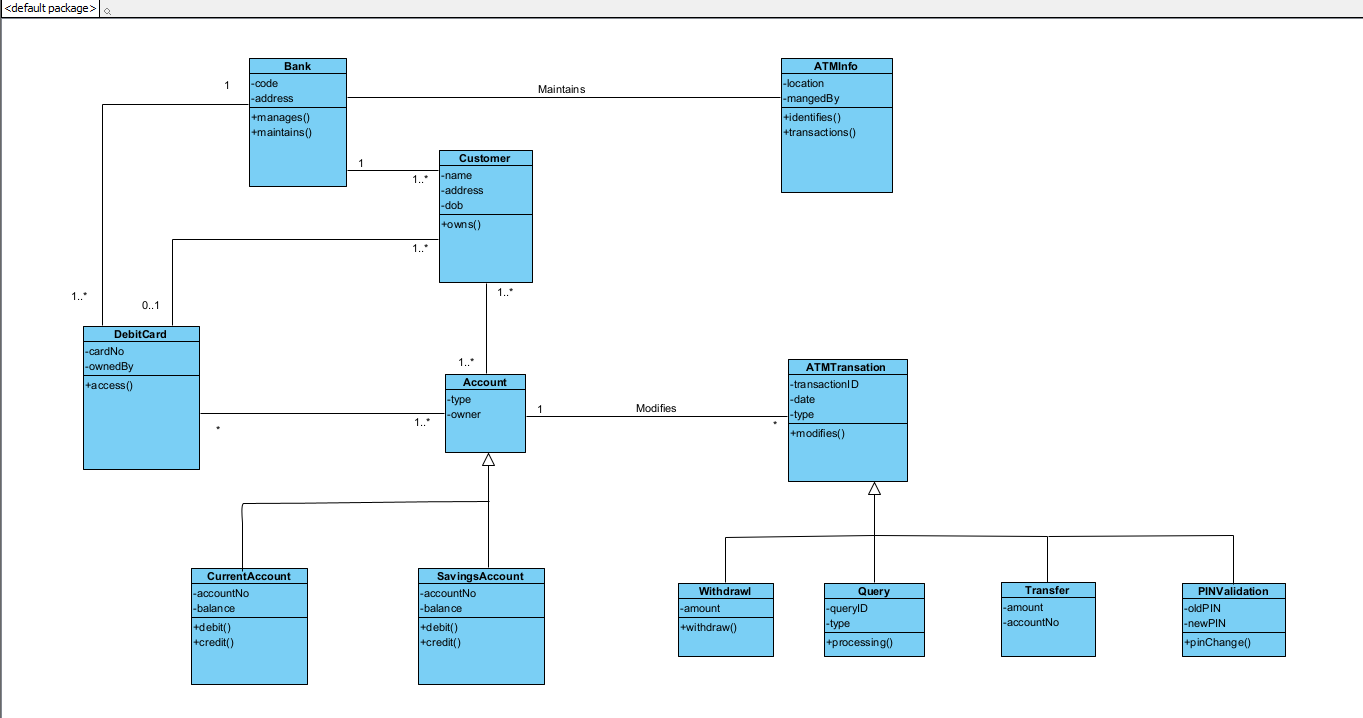 <default package>
Bank
-code
-address
+manages()
+maintains()
ATMInfo
-location
-mangedBy
+identifies()
+transactions()
Maintains
1
1
1..*
Customer
-name
-address
-dob
+owns()
1..*
1..*
1..*
0..1
DebitCard
-cardNo
-ownedBy
+access()
1..*
Account
-type
-owner
*
1..*
1
Modifies
*
ATMTransation
-transactionID
-date
-type
+modifies()
CurrentAccount
-accountNo
-balance
+debit()
+credit()
SavingsAccount
-accountNo
-balance
+debit()
+credit()
Withdrawl
-amount
+withdraw()
Query
-queryID
-type
+processing()
Transfer
-amount
-accountNo
PINValidation
-oldPIN
-newPIN
+pinChange()